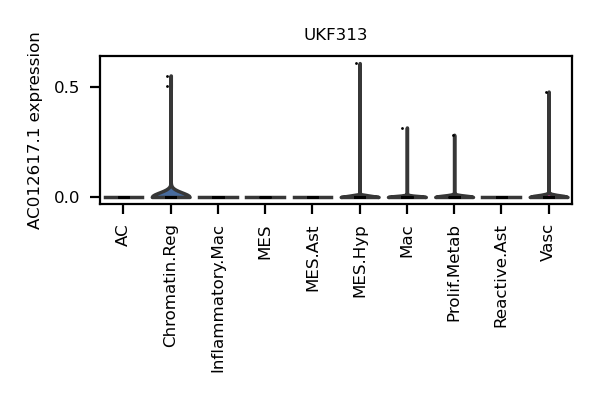 UKF313
AC012617.1 expression
0.5
0.0
AC
Chromatin.Reg
Inflammatory.Mac
MES
MES.Ast
MES.Hyp
Mac
Prolif.Metab
Reactive.Ast
Vasc